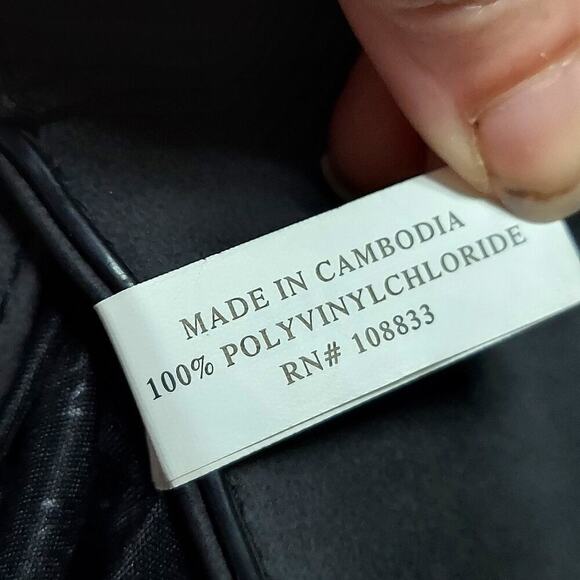 MADE IN CAMBODIA
100% POLYVINYLCHLORIDE
RN# 108833